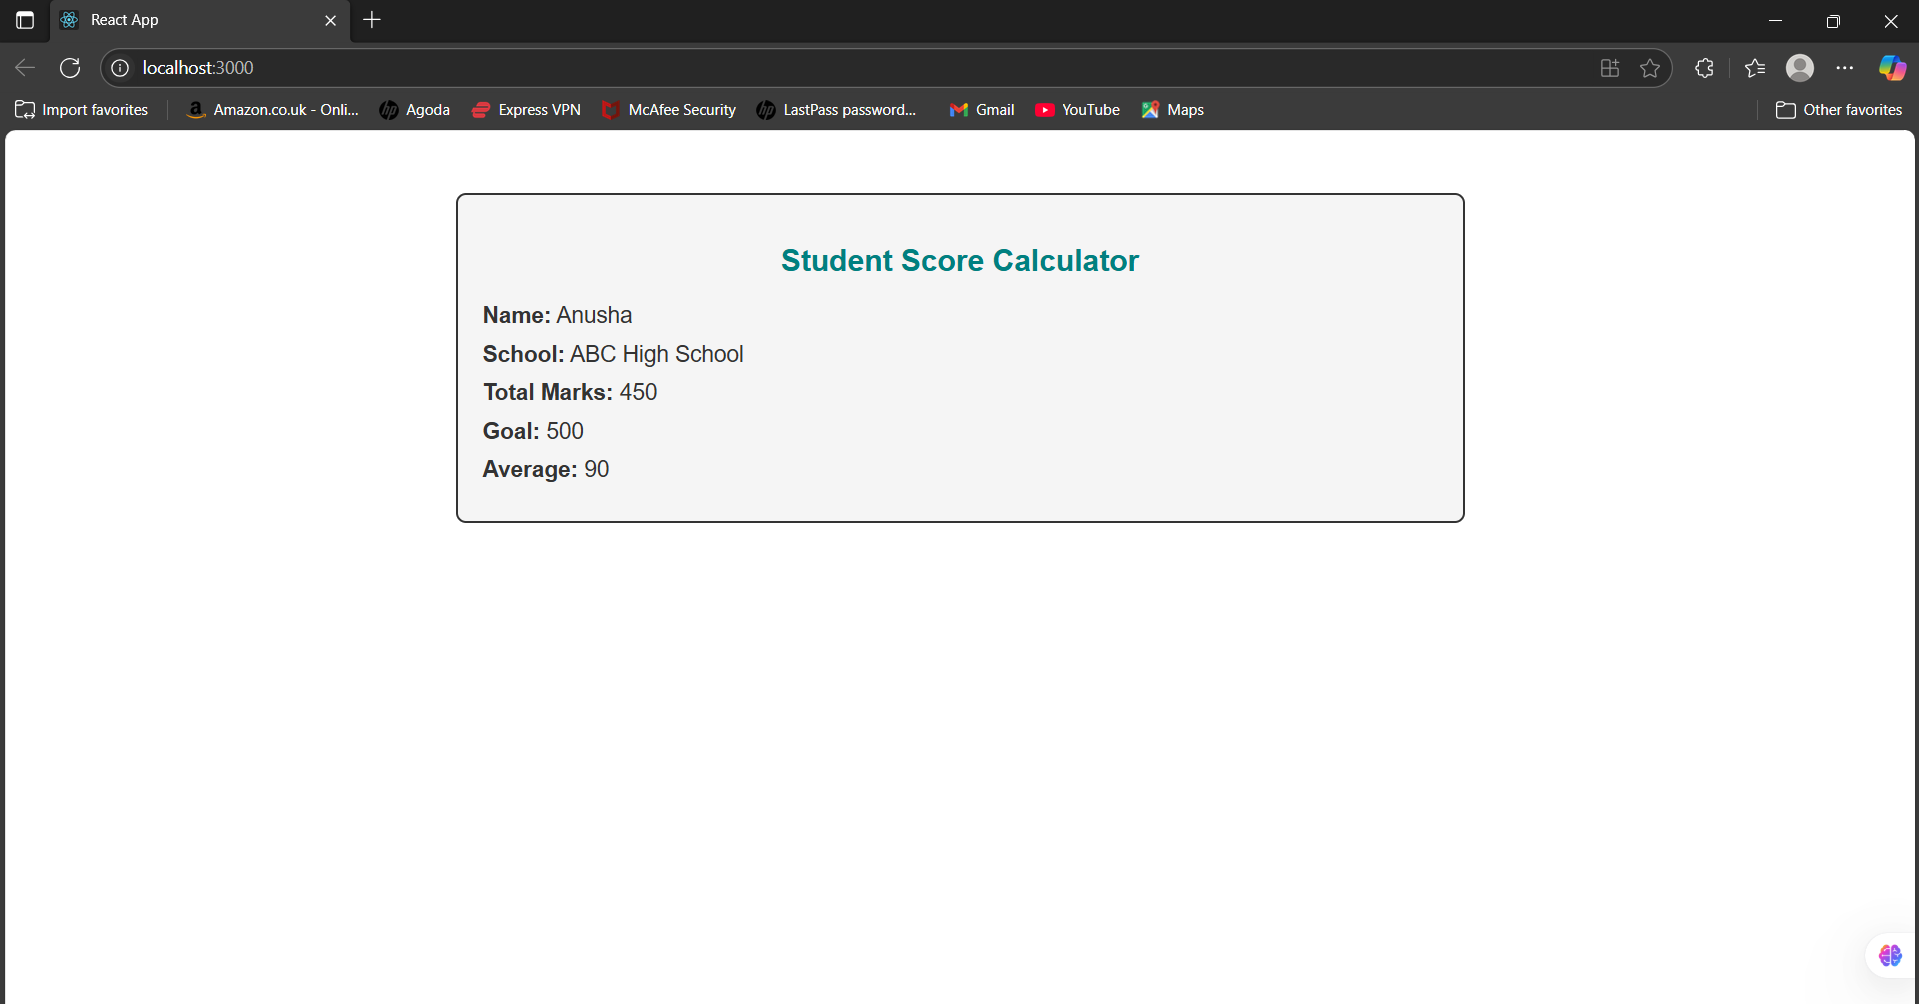 React App
localhost:3000
Import favorites Amazon.co.uk - Onli... Agoda Express VPN McAfee Security LastPass password... Gmail YouTube Maps Other favorites
Student Score Calculator
Name: Anusha
School: ABC High School
Total Marks: 450
Goal: 500
Average: 90